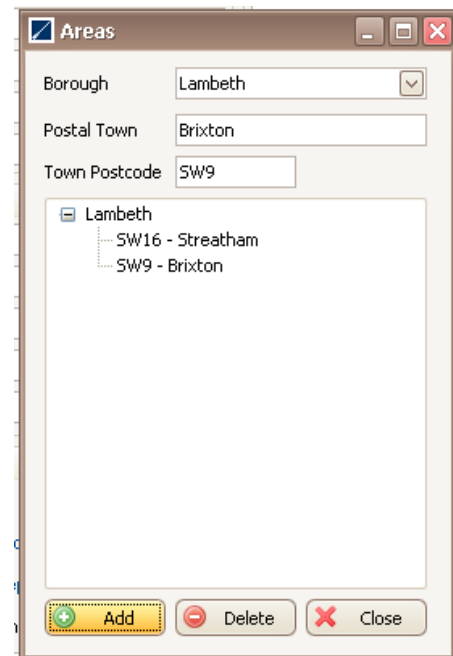 Areas
Borough Lambeth
Postal Town Brixton
Town Postcode SW9
Lambeth
SW16 - Streatham
SW9 - Brixton
Add Delete Close